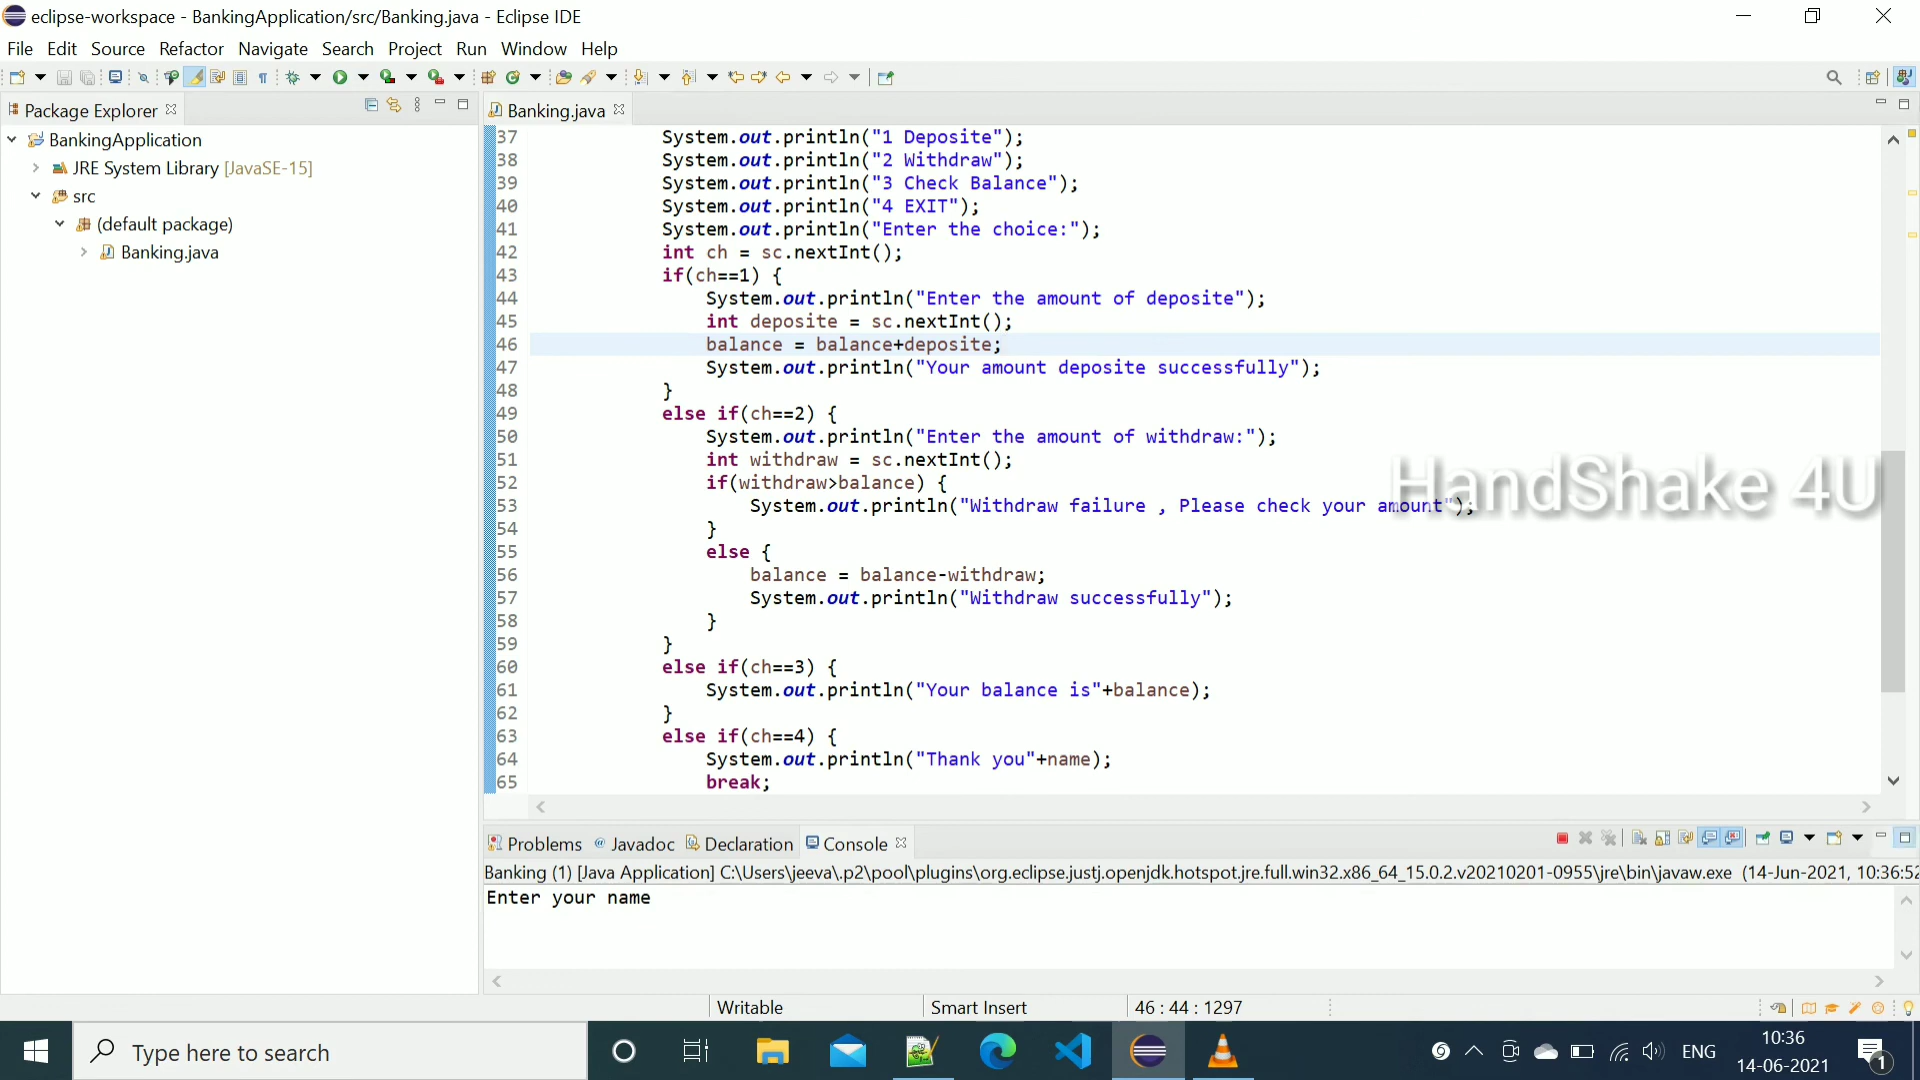 eclipse-workspace - BankingApplication/src/Banking.java - Eclipse IDE
File Edit Source Refactor Navigate Search Project Run Window Help
Package Explorer
BankingApplication
JRE System Library [JavaSE-15]
src
(default package)
Banking.java
Banking.java
37 System.out.println("1 Deposite");
38 System.out.println("2 Withdraw");
39 System.out.println("3 Check Balance");
40 System.out.println("4 EXIT");
41 System.out.println("Enter the choice:");
42 int ch = sc.nextInt();
43 if(ch==1) {
44 System.out.println("Enter the amount of deposite");
45 int deposite = sc.nextInt();
46 balance = balance+deposite;
47 System.out.println("Your amount deposite successfully");
48 }
49 else if(ch==2) {
50 System.out.println("Enter the amount of withdraw:");
51 int withdraw = sc.nextInt();
52 if(withdraw>balance) {
53 System.out.println("Withdraw failure , Please check your amount");
HandShake 4U
54 }
55 else {
56 balance = balance-withdraw;
57 System.out.println("Withdraw successfully");
58 }
59 }
60 else if(ch==3) {
61 System.out.println("Your balance is"+balance);
62 }
63 else if(ch==4) {
64 System.out.println("Thank you"+name);
65 break;
Problems @ Javadoc Declaration Console
Banking (1) [Java Application] C:\Users\jeeva\.p2\pool\plugins\org.eclipse.justj.openjdk.hotspot.jre.full.win32.x86_64_15.0.2.v20210201-0955\jre\bin\javaw.exe (14-Jun-2021, 10:36:52
Enter your name
Writable Smart Insert 46 : 44 : 1297
Type here to search
ENG
10:36
14-06-2021
1